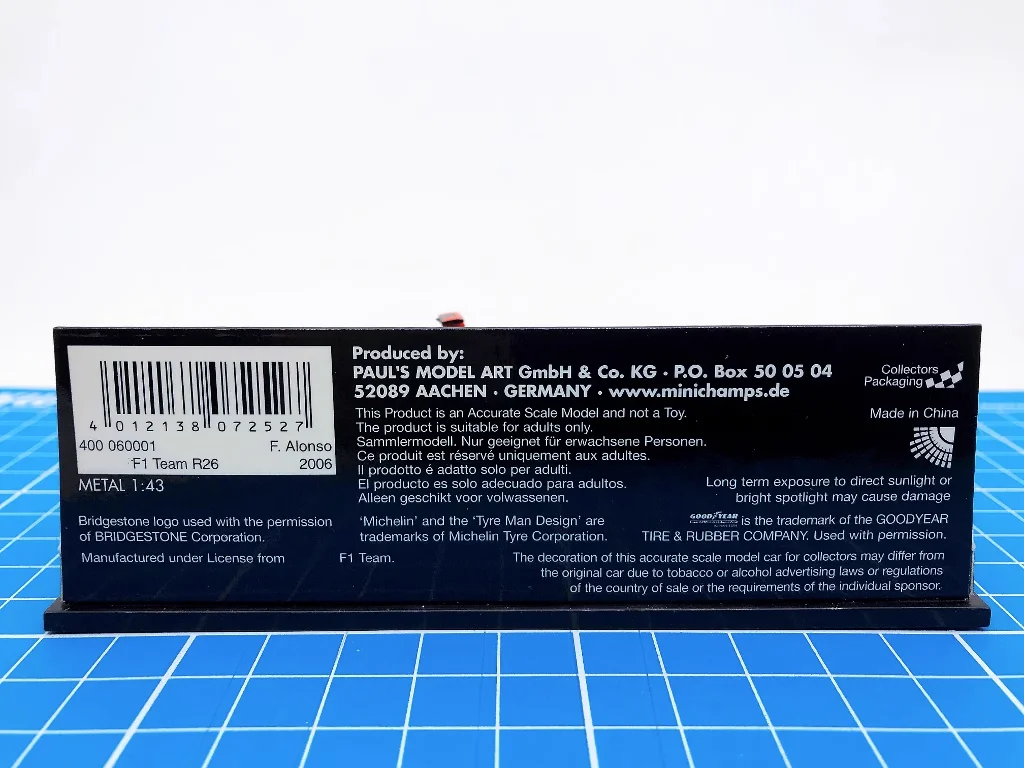 4 012138 072527
400 060001 F. Alonso
F1 Team R26 2006
METAL 1:43
Bridgestone logo used with the permission
of BRIDGESTONE Corporation.
Manufactured under License from F1 Team.
Produced by:
PAUL'S MODEL ART GmbH & Co. KG · P.O. Box 50 05 04
52089 AACHEN · GERMANY · www.minichamps.de
This Product is an Accurate Scale Model and not a Toy.
The product is suitable for adults only.
Sammlermodell. Nur geeignet für erwachsene Personen.
Ce produit est réservé uniquement aux adultes.
Il prodotto é adatto solo per adulti.
El producto es solo adecuado para adultos.
Alleen geschikt voor volwassenen.
'Michelin' and the 'Tyre Man Design' are
trademarks of Michelin Tyre Corporation.
Collectors
Packaging
Made in China
Long term exposure to direct sunlight or
bright spotlight may cause damage
GOODYEAR is the trademark of the GOODYEAR
TIRE & RUBBER COMPANY. Used with permission.
The decoration of this accurate scale model car for collectors may differ from
the original car due to tobacco or alcohol advertising laws or regulations
of the country of sale or the requirements of the individual sponsor.